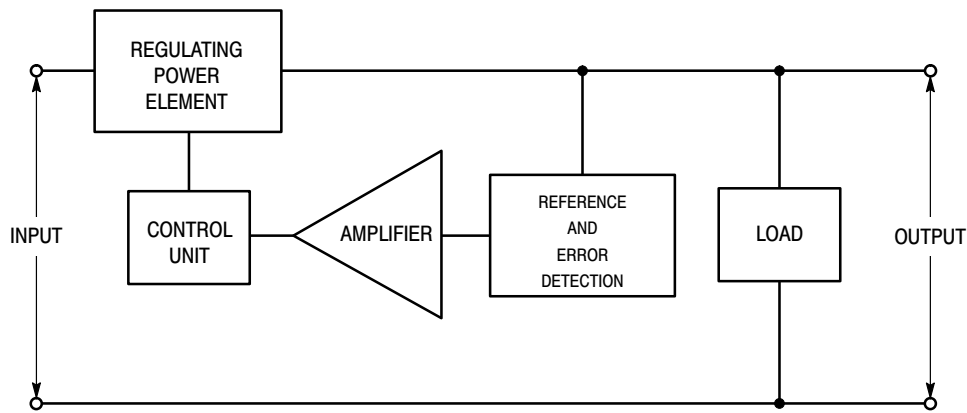 REGULATING
POWER
ELEMENT
INPUT
CONTROL
UNIT
AMPLIFIER
REFERENCE
AND
ERROR
DETECTION
LOAD
OUTPUT